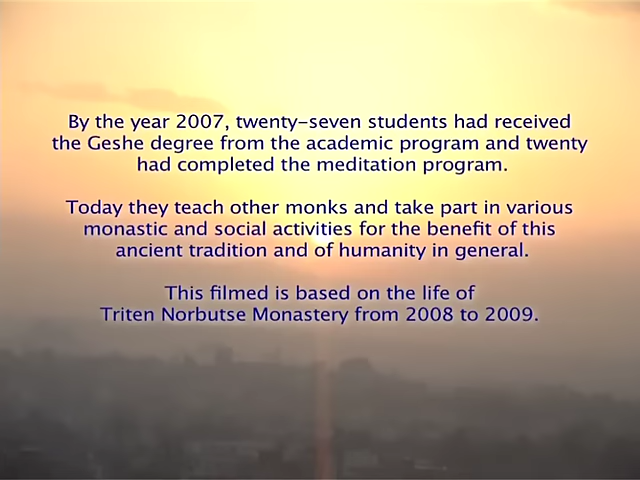 By the year 2007, twenty-seven students had received
the Geshe degree from the academic program and twenty
had completed the meditation program.
Today they teach other monks and take part in various
monastic and social activities for the benefit of this
ancient tradition and of humanity in general.
This filmed is based on the life of
Triten Norbutse Monastery from 2008 to 2009.